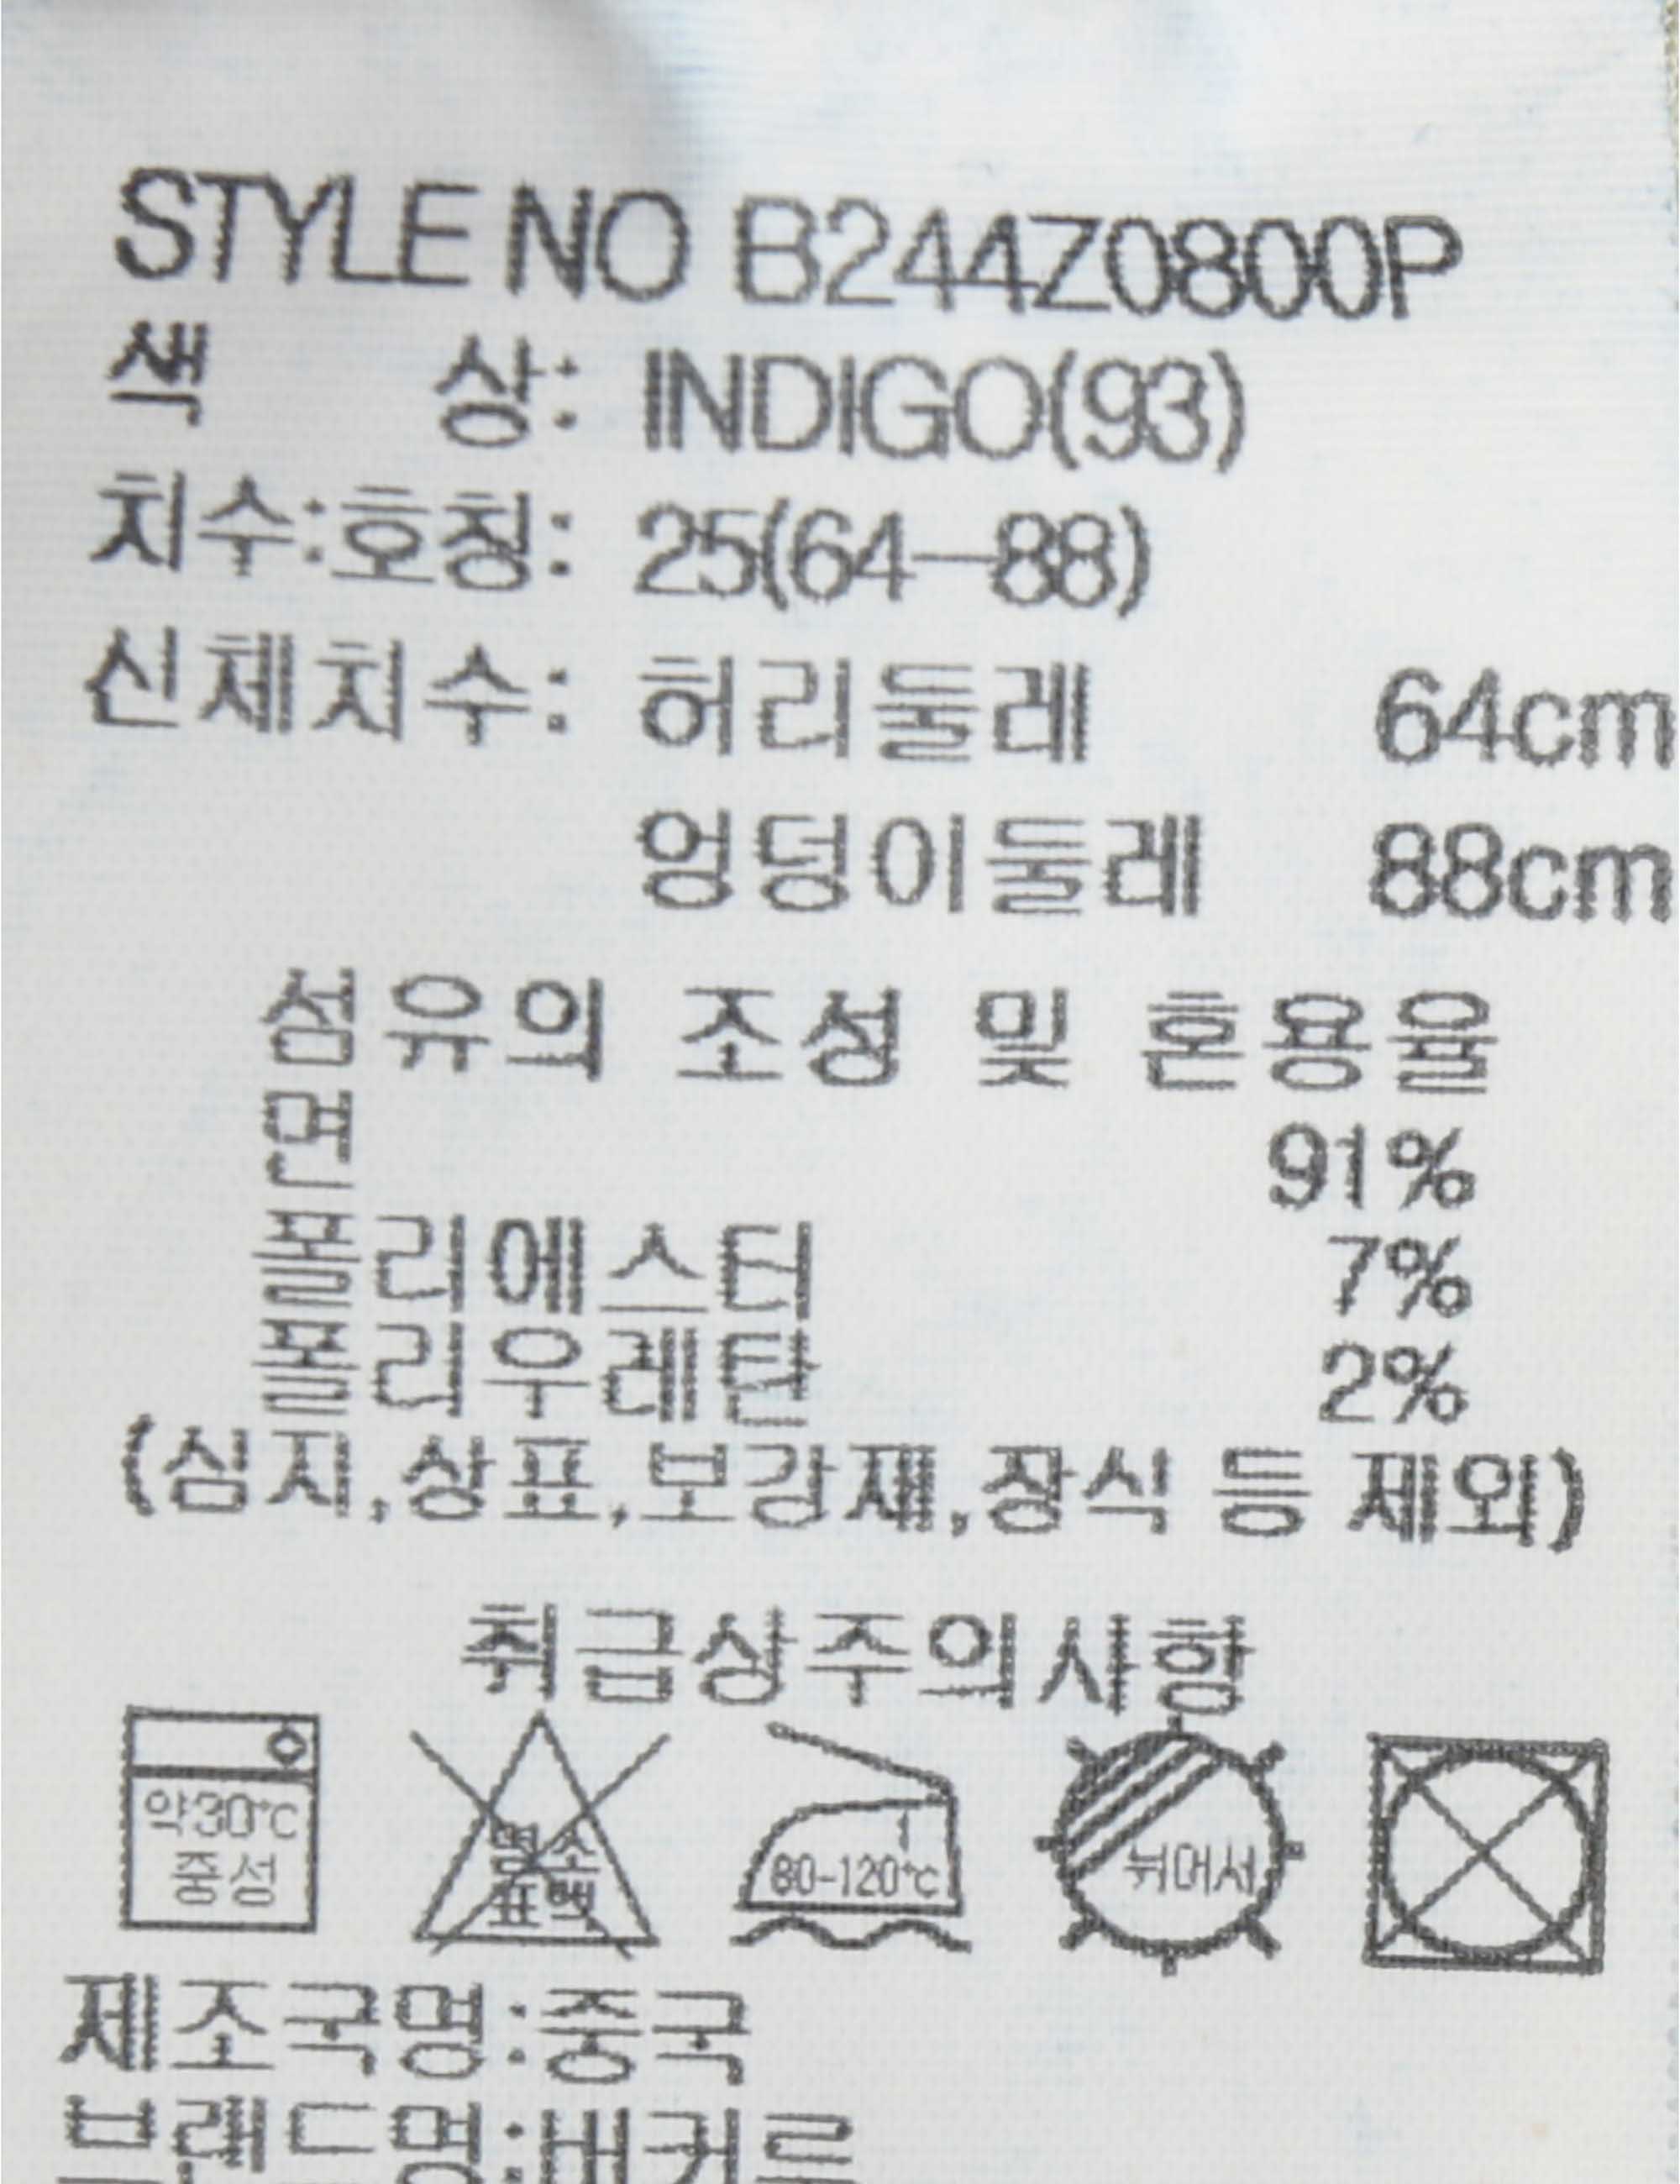 STYLE NO B244Z0800P
색 상: INDIGO(93)
치수:호칭: 25(64-88)
신체치수: 허리둘레 64cm
엉덩이둘레 88cm
섬유의 조성 및 혼용율
면 91%
폴리에스터 7%
폴리우레탄 2%
(심지,상표,보강재,장식 등 제외)
취급상주의사항
약30℃
중성
염소
표백
80-120℃
뉘어서
제조국명:중국
브랜드명:버커루